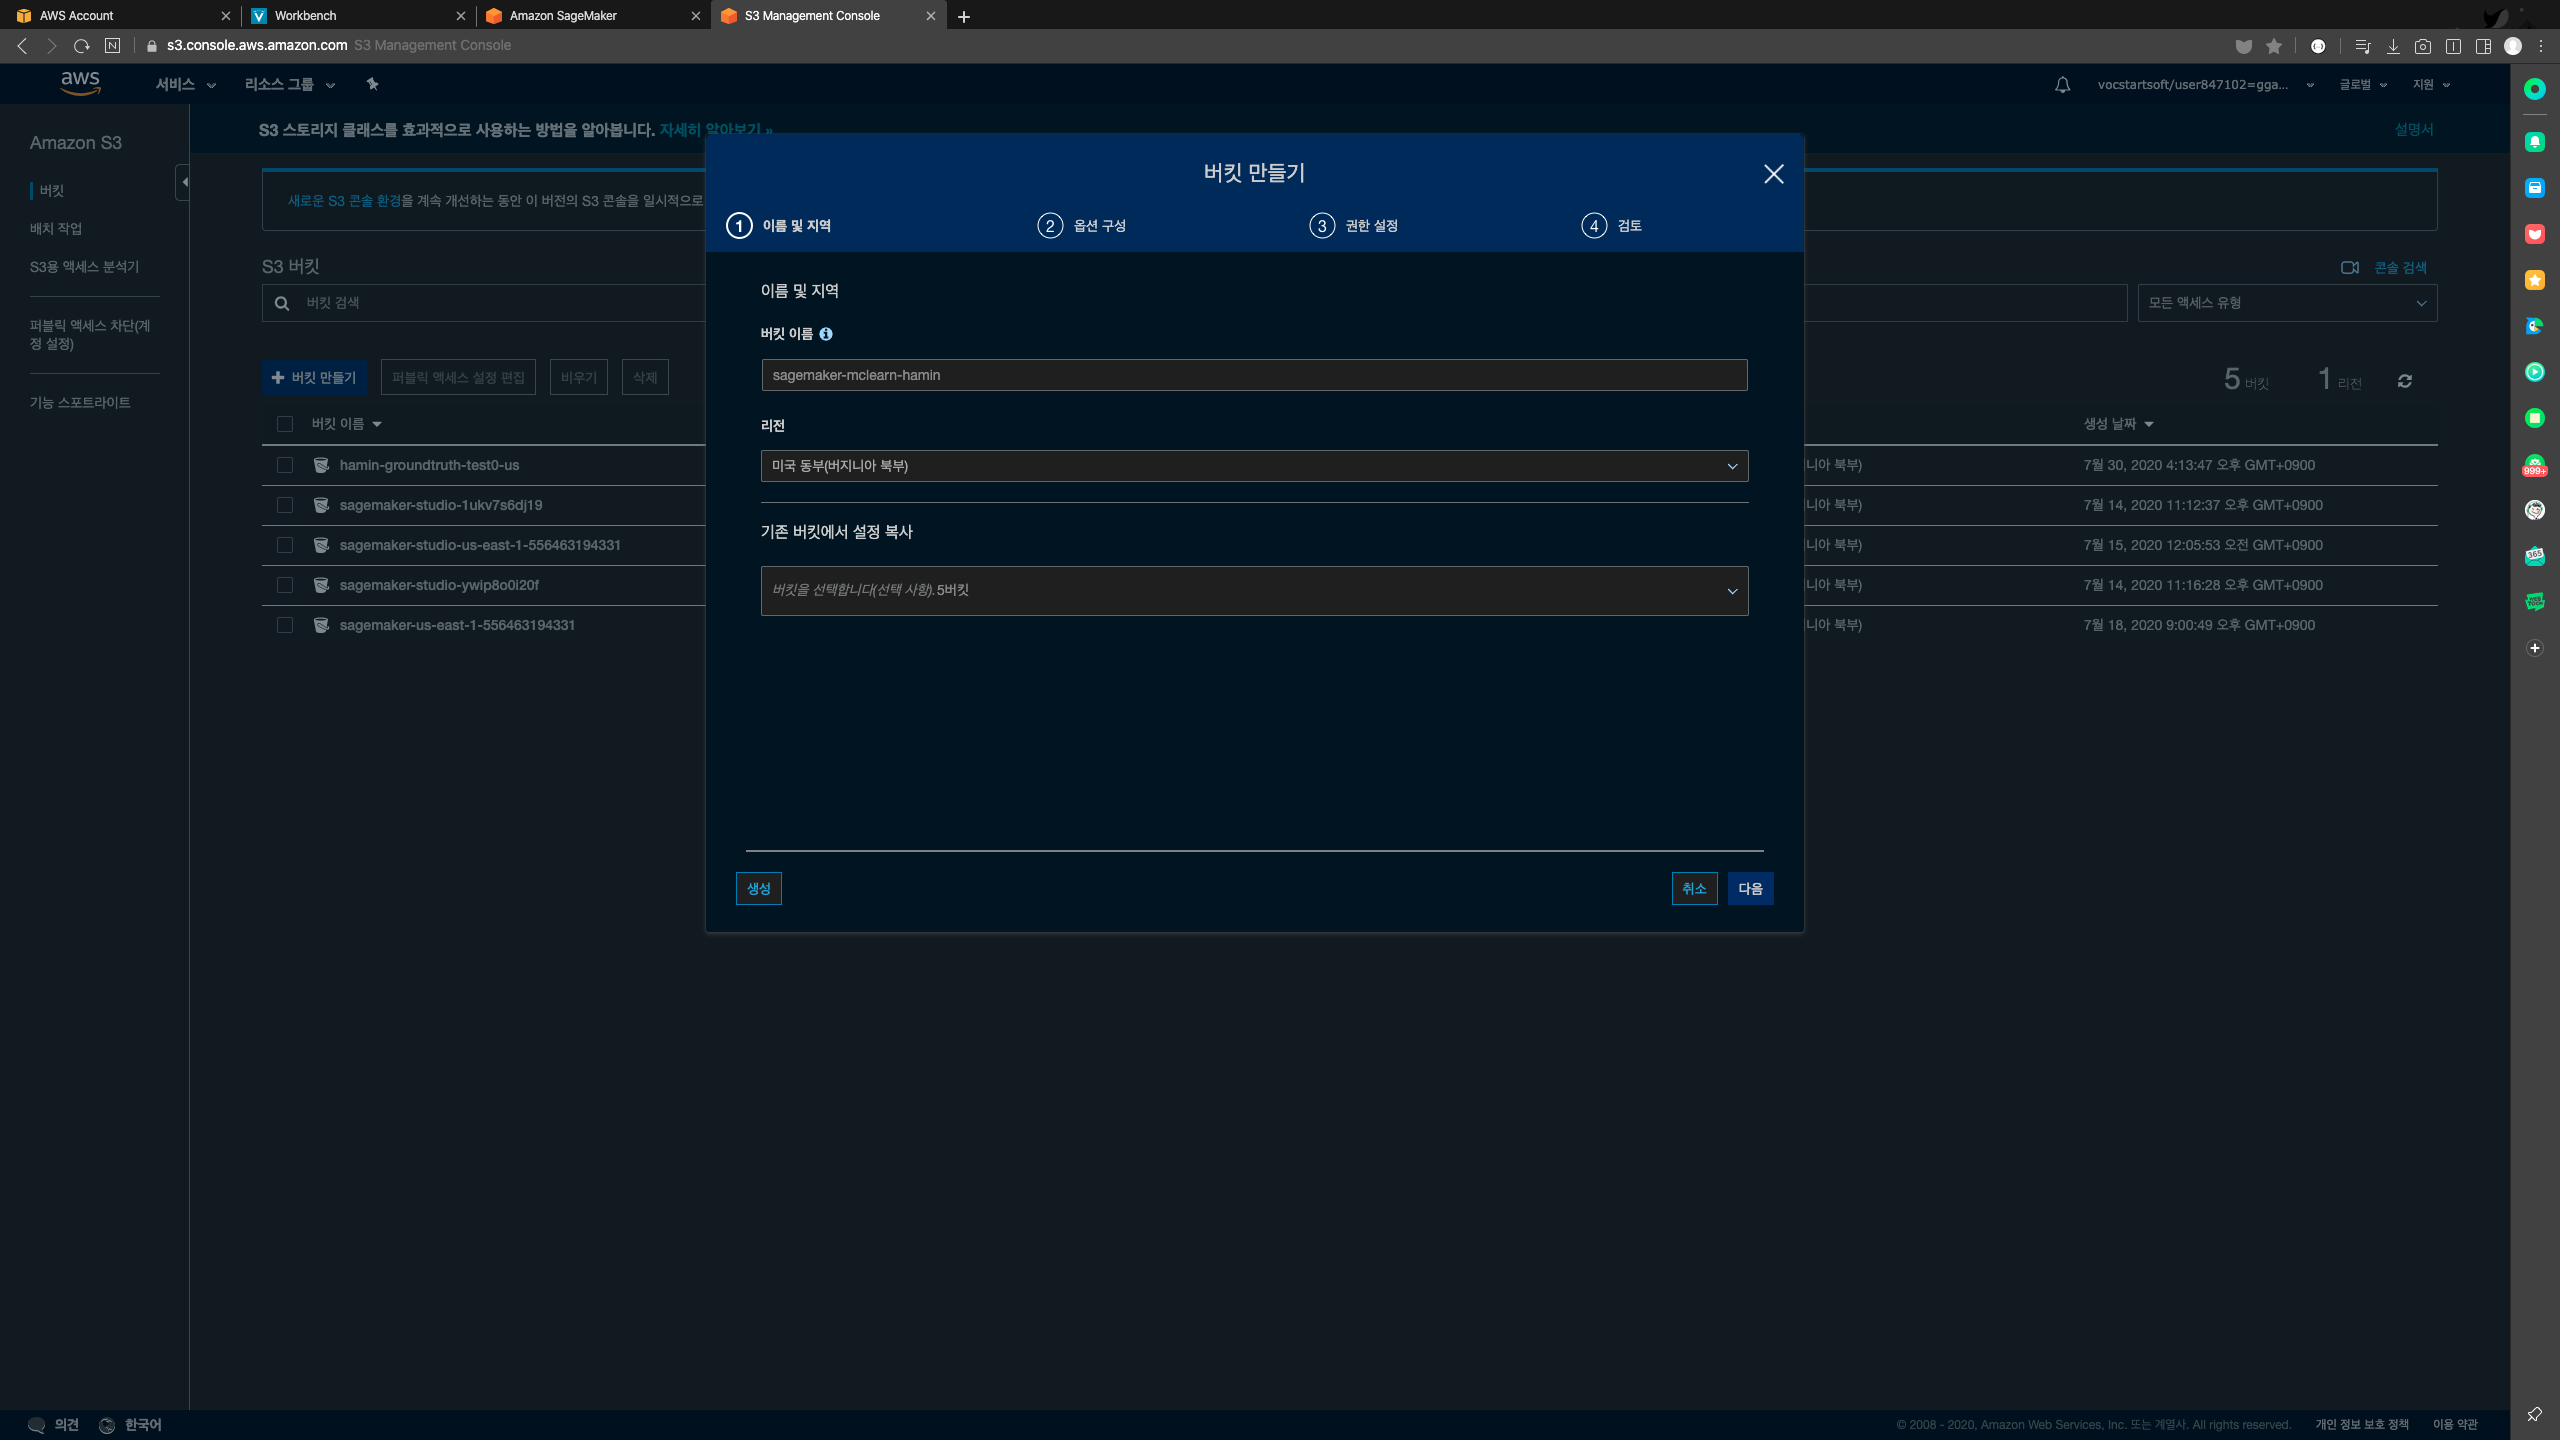 AWS Account
Workbench
Amazon SageMaker
S3 Management Console
s3.console.aws.amazon.com S3 Management Console
aws
서비스
리소스 그룹
vocstartsoft/user847102=gga...
글로벌
지원
Amazon S3
버킷
배치 작업
S3용 액세스 분석기
퍼블릭 액세스 차단(계
정 설정)
기능 스포트라이트
S3 스토리지 클래스를 효과적으로 사용하는 방법을 알아봅니다. 자세히 알아보기 »
설명서
새로운 S3 콘솔 환경을 계속 개선하는 동안 이 버전의 S3 콘솔을 일시적으로
S3 버킷
콘솔 검색
버킷 검색
모든 액세스 유형
버킷 만들기
퍼블릭 액세스 설정 편집
비우기
삭제
5 버킷
1 리전
버킷 이름
생성 날짜
hamin-groundtruth-test0-us
니아 북부)
7월 30, 2020 4:13:47 오후 GMT+0900
sagemaker-studio-1ukv7s6dj19
니아 북부)
7월 14, 2020 11:12:37 오후 GMT+0900
sagemaker-studio-us-east-1-556463194331
니아 북부)
7월 15, 2020 12:05:53 오전 GMT+0900
sagemaker-studio-ywip8o0i20f
니아 북부)
7월 14, 2020 11:16:28 오후 GMT+0900
sagemaker-us-east-1-556463194331
니아 북부)
7월 18, 2020 9:00:49 오후 GMT+0900
버킷 만들기
1 이름 및 지역
2 옵션 구성
3 권한 설정
4 검토
이름 및 지역
버킷 이름
sagemaker-mclearn-hamin
리전
미국 동부(버지니아 북부)
기존 버킷에서 설정 복사
버킷을 선택합니다(선택 사항). 5버킷
생성
취소
다음
999+
365
의견
한국어
© 2008 - 2020, Amazon Web Services, Inc. 또는 계열사. All rights reserved.
개인 정보 보호 정책
이용 약관